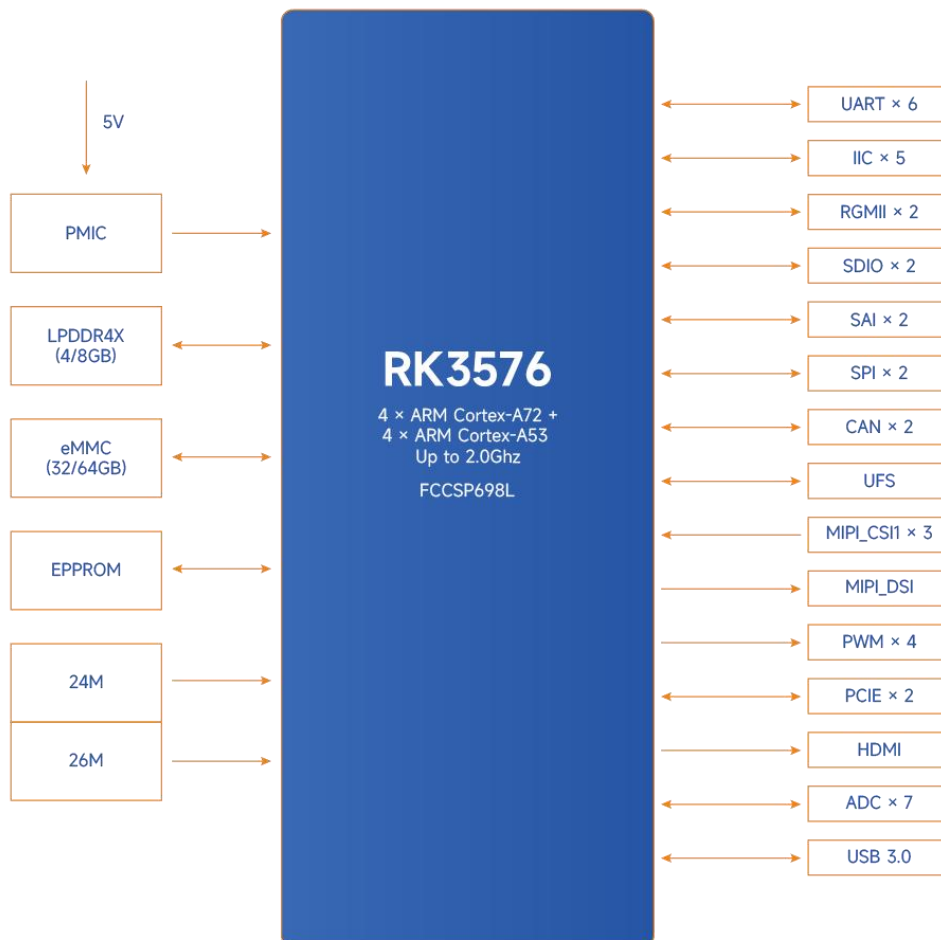 5V
PMIC
LPDDR4X
(4/8GB)
eMMC
(32/64GB)
EPPROM
24M
26M
RK3576
4 × ARM Cortex-A72 +
4 × ARM Cortex-A53
Up to 2.0Ghz
FCCSP698L
UART × 6
IIC × 5
RGMII × 2
SDIO × 2
SAI × 2
SPI × 2
CAN × 2
UFS
MIPI_CSI1 × 3
MIPI_DSI
PWM × 4
PCIE × 2
HDMI
ADC × 7
USB 3.0